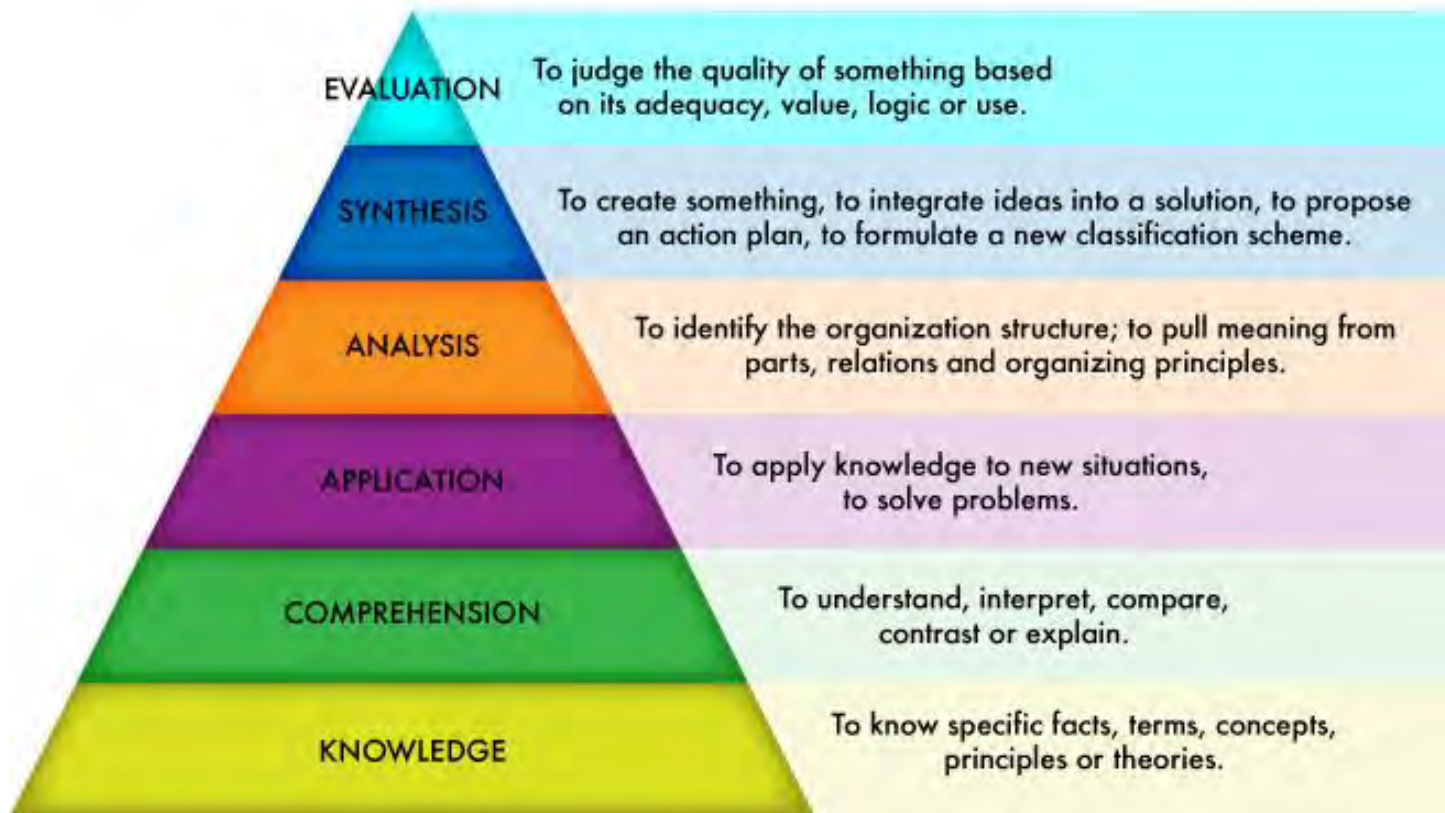 EVALUATION
To judge the quality of something based
on its adequacy, value, logic or use.
SYNTHESIS
To create something, to integrate ideas into a solution, to propose
an action plan, to formulate a new classification scheme.
ANALYSIS
To identify the organization structure; to pull meaning from
parts, relations and organizing principles.
APPLICATION
To apply knowledge to new situations,
to solve problems.
COMPREHENSION
To understand, interpret, compare,
contrast or explain.
KNOWLEDGE
To know specific facts, terms, concepts,
principles or theories.